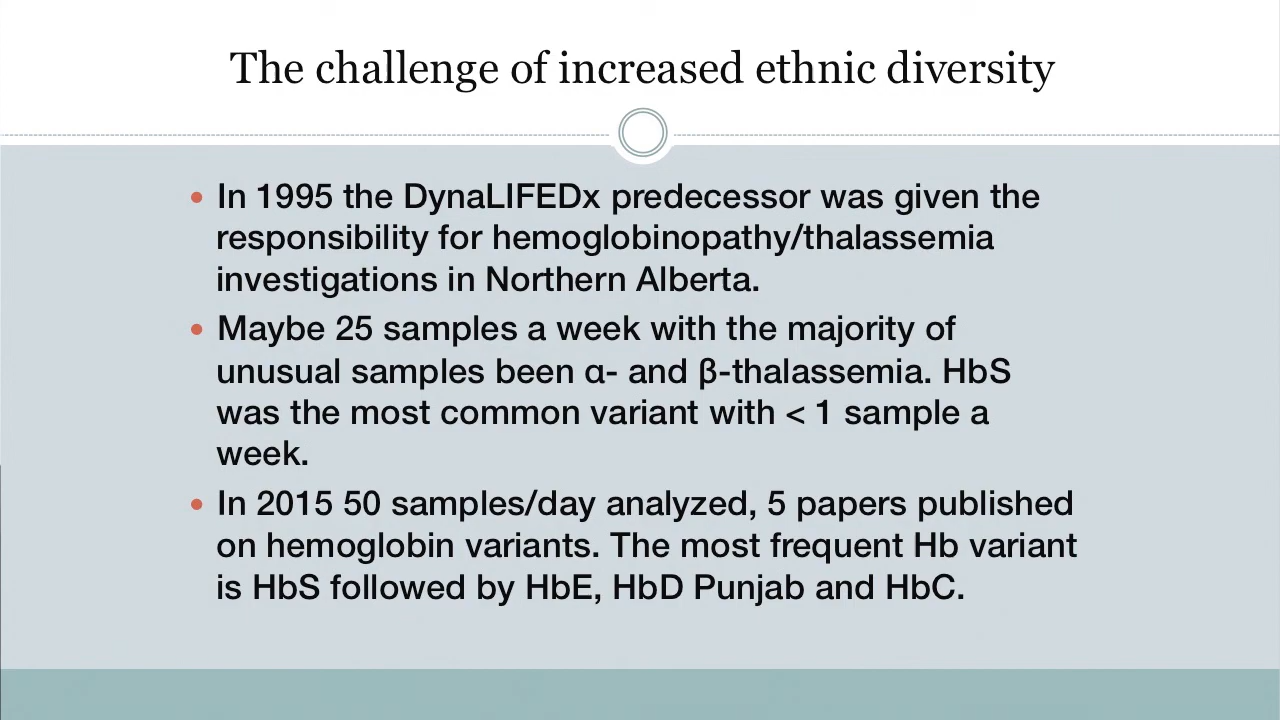 The challenge of increased ethnic diversity
• In 1995 the DynaLIFEDx predecessor was given the
responsibility for hemoglobinopathy/thalassemia
investigations in Northern Alberta.
• Maybe 25 samples a week with the majority of
unusual samples been α- and β-thalassemia. HbS
was the most common variant with < 1 sample a
week.
• In 2015 50 samples/day analyzed, 5 papers published
on hemoglobin variants. The most frequent Hb variant
is HbS followed by HbE, HbD Punjab and HbC.